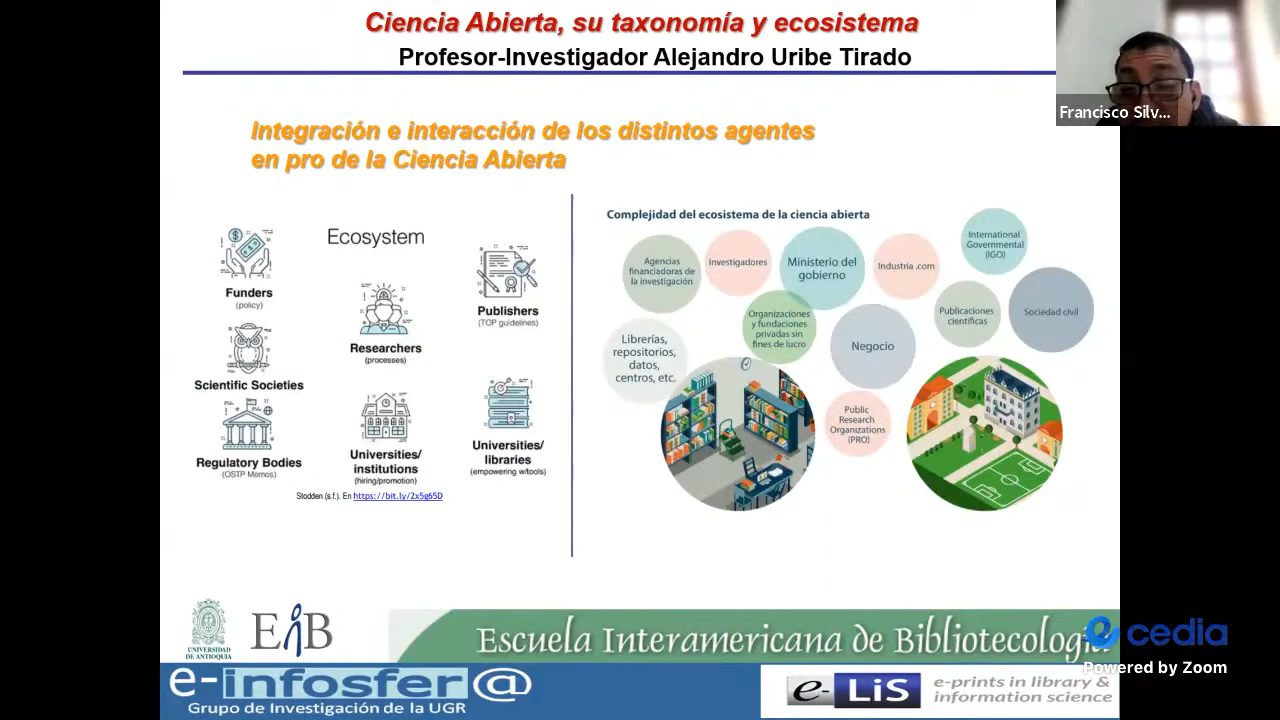 Ciencia Abierta, su taxonomía y ecosistema
Profesor-Investigador Alejandro Uribe Tirado
Francisco Silv...
Integración e interacción de los distintos agentes
en pro de la Ciencia Abierta
Ecosystem
Funders
(policy)
Publishers
(TOP guidelines)
Researchers
(processes)
Scientific Societies
Regulatory Bodies
(OSTP Memos)
Universities/
institutions
(hiring/promotion)
Universities/
libraries
(empowering w/tools)
Stodden (s.f.). En https://bit.ly/2x5g65D
Complejidad del ecosistema de la ciencia abierta
Agencias
financiadoras de
la investigación
Investigadores
Ministerio del
gobierno
Industria .com
International
Governmental
(IGO)
Organizaciones
y fundaciones
privadas sin
fines de lucro
Publicaciones
científicas
Sociedad civil
Librerías,
repositorios,
datos,
centros, etc.
Negocio
Public
Research
Organizations
(PRO)
UNIVERSIDAD
DE ANTIOQUIA
EiB
Escuela Interamericana de Bibliotecología
cedia
Powered by Zoom
e-infosfer@
Grupo de Investigación de la UGR
e-LiS
e-prints in library &
information science